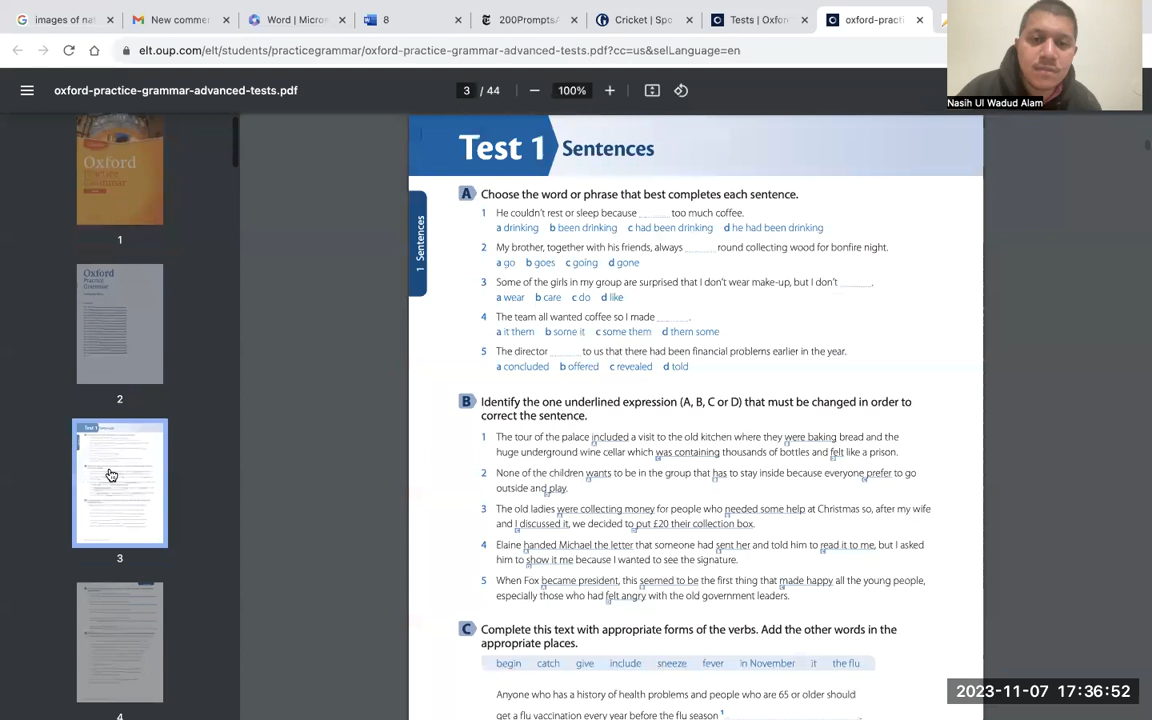 images of na
New comme
Word | Micros
8
200Prompts
Cricket | Spo
Tests | Oxfor
oxford-practi
elt.oup.com/elt/students/practicegrammar/oxford-practice-grammar-advanced-tests.pdf?cc=us&selLanguage=en
Nasih Ul Wadud Alam
oxford-practice-grammar-advanced-tests.pdf
3 / 44
100%
Oxford
Practice
Grammar
1
Oxford
Practice
Grammar
2
Test 1 Sentences
3
4
Test 1 Sentences
1 Sentences
A Choose the word or phrase that best completes each sentence.
1 He couldn't rest or sleep because ........ too much coffee.
a drinking b been drinking c had been drinking d he had been drinking
2 My brother, together with his friends, always ........ round collecting wood for bonfire night.
a go b goes c going d gone
3 Some of the girls in my group are surprised that I don't wear make-up, but I don't ........ .
a wear b care c do d like
4 The team all wanted coffee so I made ........ .
a it them b some it c some them d them some
5 The director ........ to us that there had been financial problems earlier in the year.
a concluded b offered c revealed d told
B Identify the one underlined expression (A, B, C or D) that must be changed in order to
correct the sentence.
1 The tour of the palace included a visit to the old kitchen where they were baking bread and the
huge underground wine cellar which was containing thousands of bottles and felt like a prison.
2 None of the children wants to be in the group that has to stay inside because everyone prefer to go
outside and play.
3 The old ladies were collecting money for people who needed some help at Christmas so, after my wife
and I discussed it, we decided to put £20 their collection box.
4 Elaine handed Michael the letter that someone had sent her and told him to read it to me, but I asked
him to show it me because I wanted to see the signature.
5 When Fox became president, this seemed to be the first thing that made happy all the young people,
especially those who had felt angry with the old government leaders.
C Complete this text with appropriate forms of the verbs. Add the other words in the
appropriate places.
begin catch give include sneeze fever in November it the flu
Anyone who has a history of health problems and people who are 65 or older should
get a flu vaccination every year before the flu season 1
2023-11-07 17:36:52